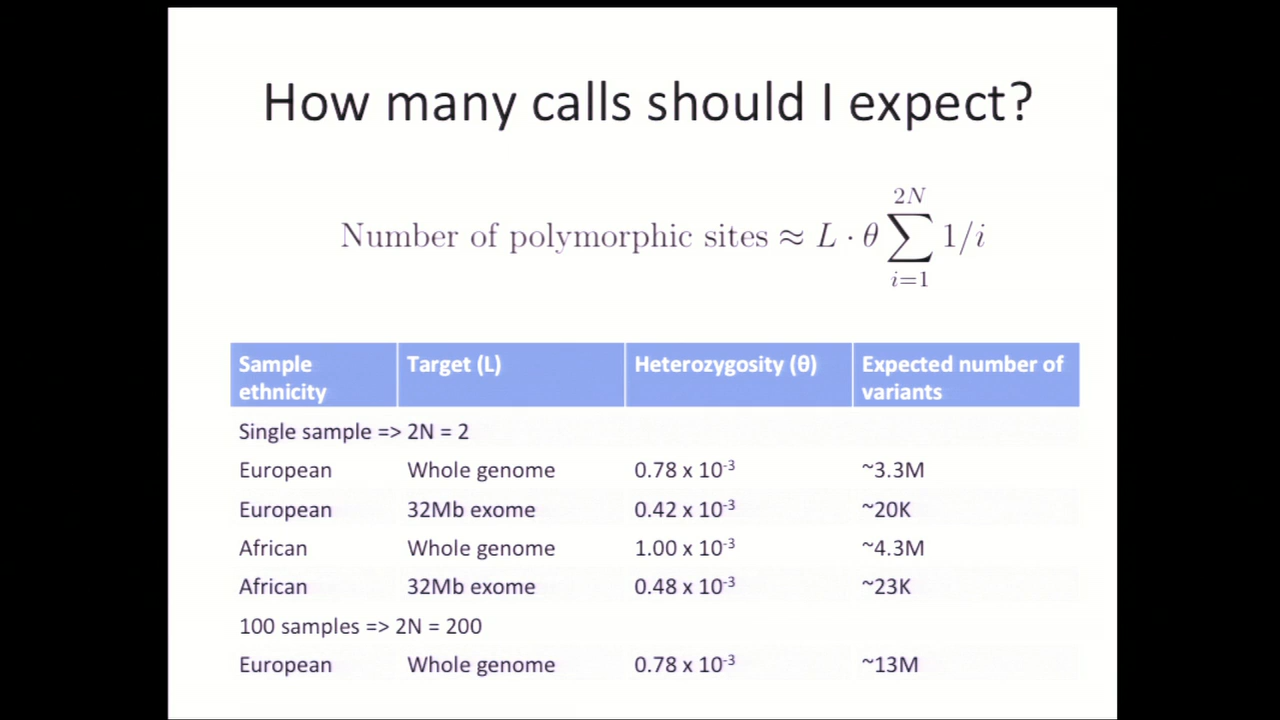 How many calls should I expect?
2N
Number of polymorphic sites ≈ L · θ ∑ 1/i
i=1
Sample ethnicity Target (L) Heterozygosity (θ) Expected number of variants
Single sample => 2N = 2
European Whole genome 0.78 x 10⁻³ ~3.3M
European 32Mb exome 0.42 x 10⁻³ ~20K
African Whole genome 1.00 x 10⁻³ ~4.3M
African 32Mb exome 0.48 x 10⁻³ ~23K
100 samples => 2N = 200
European Whole genome 0.78 x 10⁻³ ~13M